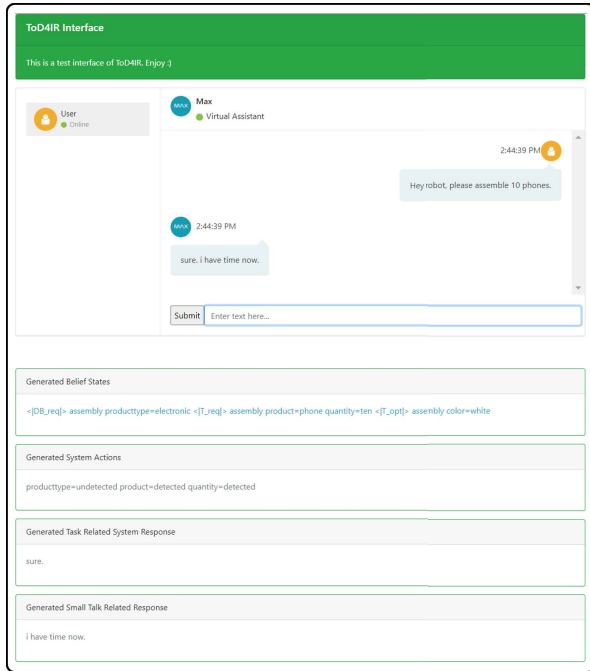 ToD4IR Interface
This is a test interface of ToD4IR. Enjoy :)
User
Online
MAX
Max
Virtual Assistant
2:44:39 PM
Hey robot, please assemble 10 phones.
MAX
2:44:39 PM
sure. i have time now.
Submit
Enter text here...
Generated Belief States
<|DB_req|> assembly producttype=electronic <|T_req|> assembly product=phone quantity=ten <|T_opt|> assembly color=white
Generated System Actions
producttype=undetected product=detected quantity=detected
Generated Task Related System Response
sure.
Generated Small Talk Related Response
i have time now.